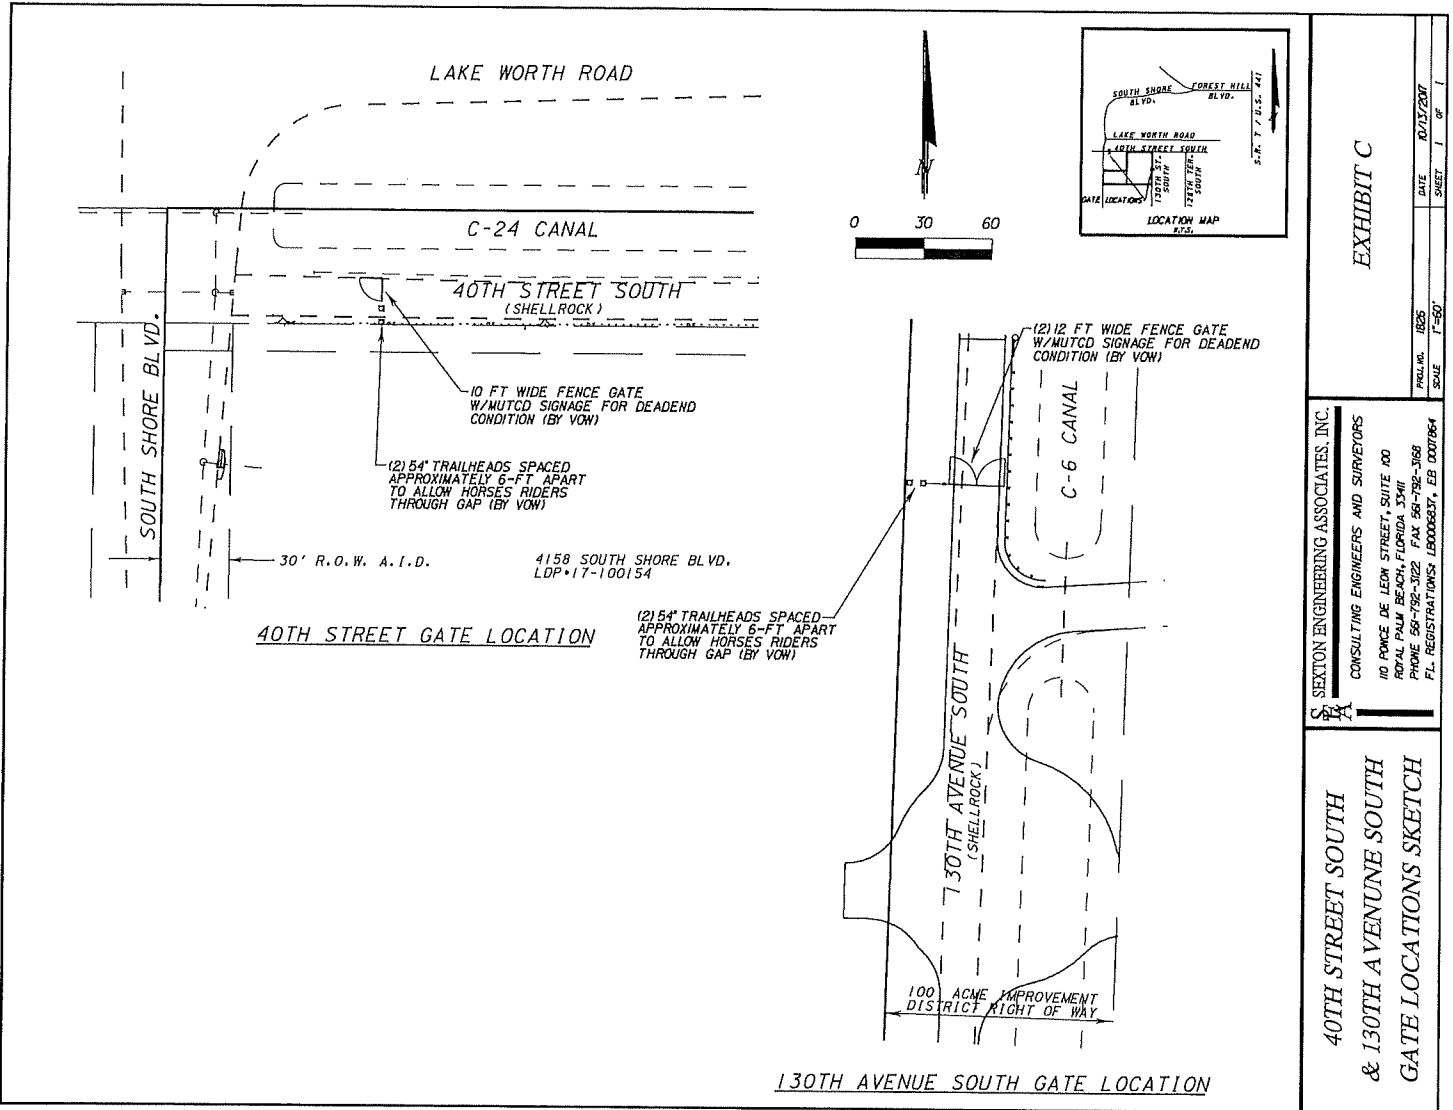 LAKE WORTH ROAD
C-24 CANAL
40TH STREET SOUTH
(SHELLROCK)
SOUTH SHORE BLVD.
10 FT WIDE FENCE GATE
W/MUTCD SIGNAGE FOR DEADEND
CONDITION (BY VOW)
(2) 54" TRAILHEADS SPACED
APPROXIMATELY 6-FT APART
TO ALLOW HORSES RIDERS
THROUGH GAP (BY VOW)
30' R.O.W. A.I.D.
4158 SOUTH SHORE BLVD.
LDP#17-100154
40TH STREET GATE LOCATION
N
0 30 60
SOUTH SHORE
BLVD.
FOREST HILL
BLVD.
S.R. 7 / U.S. 441
LAKE WORTH ROAD
40TH STREET SOUTH
130TH ST.
SOUTH
128TH TER.
SOUTH
GATE LOCATIONS
LOCATION MAP
N.T.S.
(2) 12 FT WIDE FENCE GATE
W/MUTCD SIGNAGE FOR DEADEND
CONDITION (BY VOW)
C-6 CANAL
(2) 54" TRAILHEADS SPACED
APPROXIMATELY 6-FT APART
TO ALLOW HORSES RIDERS
THROUGH GAP (BY VOW)
130TH AVENUE SOUTH
(SHELLROCK)
100' ACME IMPROVEMENT
DISTRICT RIGHT OF WAY
130TH AVENUE SOUTH GATE LOCATION
EXHIBIT C
PROJ. NO. 1826
DATE 10/13/2017
SCALE 1"=60'
SHEET 1 OF 1
SEA
SEXTON ENGINEERING ASSOCIATES, INC.
CONSULTING ENGINEERS AND SURVEYORS
110 PONCE DE LEON STREET, SUITE 100
ROYAL PALM BEACH, FLORIDA 33411
PHONE 561-792-3122 FAX 561-792-3168
FL. REGISTRATIONS: LB0006837, EB 0007864
40TH STREET SOUTH
& 130TH AVENUNE SOUTH
GATE LOCATIONS SKETCH